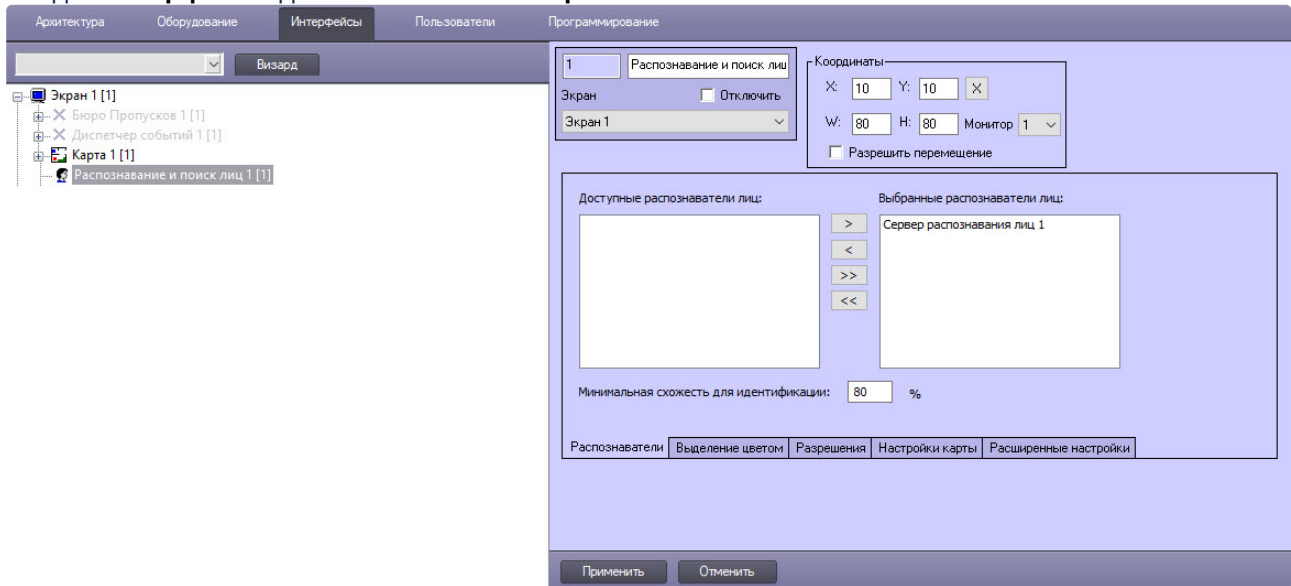 Архитектура Оборудование Интерфейсы Пользователи Программирование
Визард
Экран 1 [1]
Бюро Пропусков 1 [1]
Диспетчер событий 1 [1]
Карта 1 [1]
Распознавание и поиск лиц 1 [1]
1 Распознавание и поиск лиц
Экран Отключить
Экран 1
Координаты
X: 10 Y: 10 X
W: 80 H: 80 Монитор 1
Разрешить перемещение
Доступные распознаватели лиц: Выбранные распознаватели лиц:
Сервер распознавания лиц 1
>
<
>>
<<
Минимальная схожесть для идентификации: 80 %
Распознаватели Выделение цветом Разрешения Настройки карты Расширенные настройки
Применить Отменить